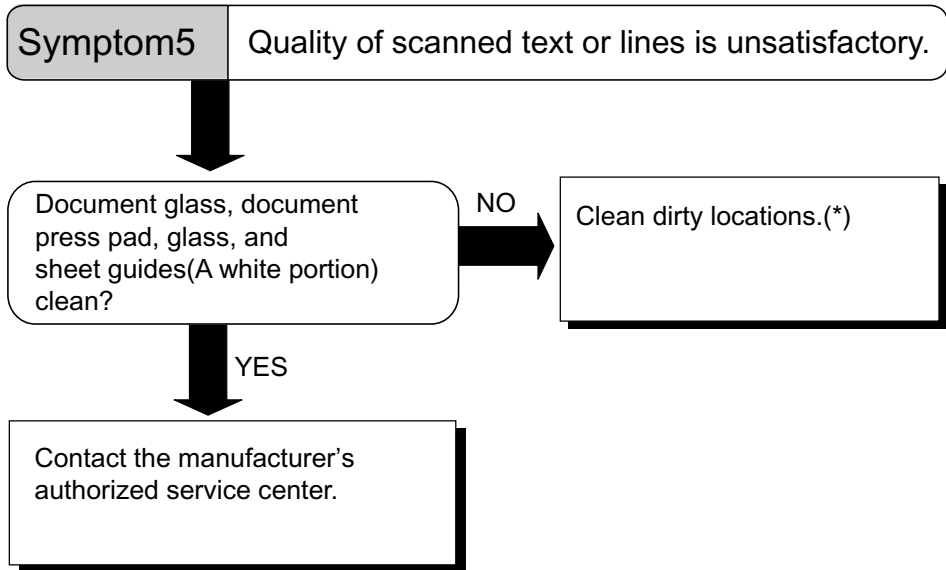 Symptom5
Quality of scanned text or lines is unsatisfactory.
Document glass, document
press pad, glass, and
sheet guides(A white portion)
clean?
NO
Clean dirty locations.(*)
YES
Contact the manufacturer’s
authorized service center.